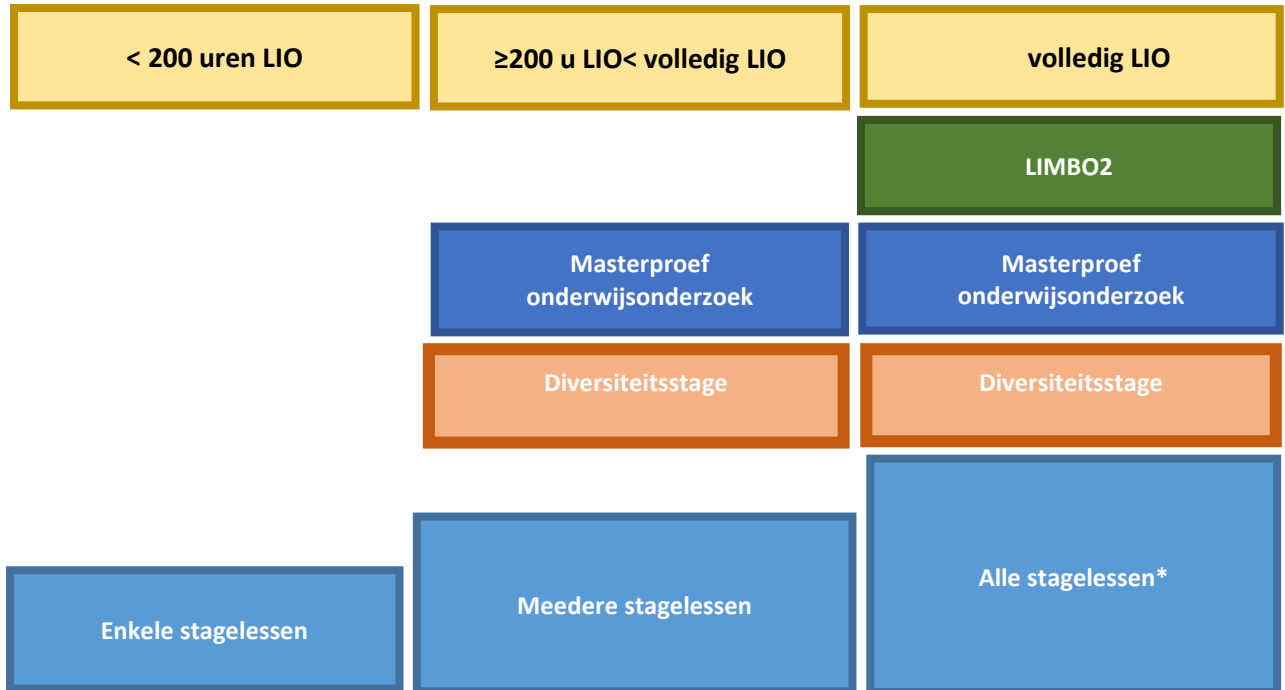 < 200 uren LIO
≥200 u LIO< volledig LIO
volledig LIO
LIMBO2
Masterproef
onderwijsonderzoek
Masterproef
onderwijsonderzoek
Diversiteitsstage
Diversiteitsstage
Enkele stagelessen
Meedere stagelessen
Alle stagelessen*